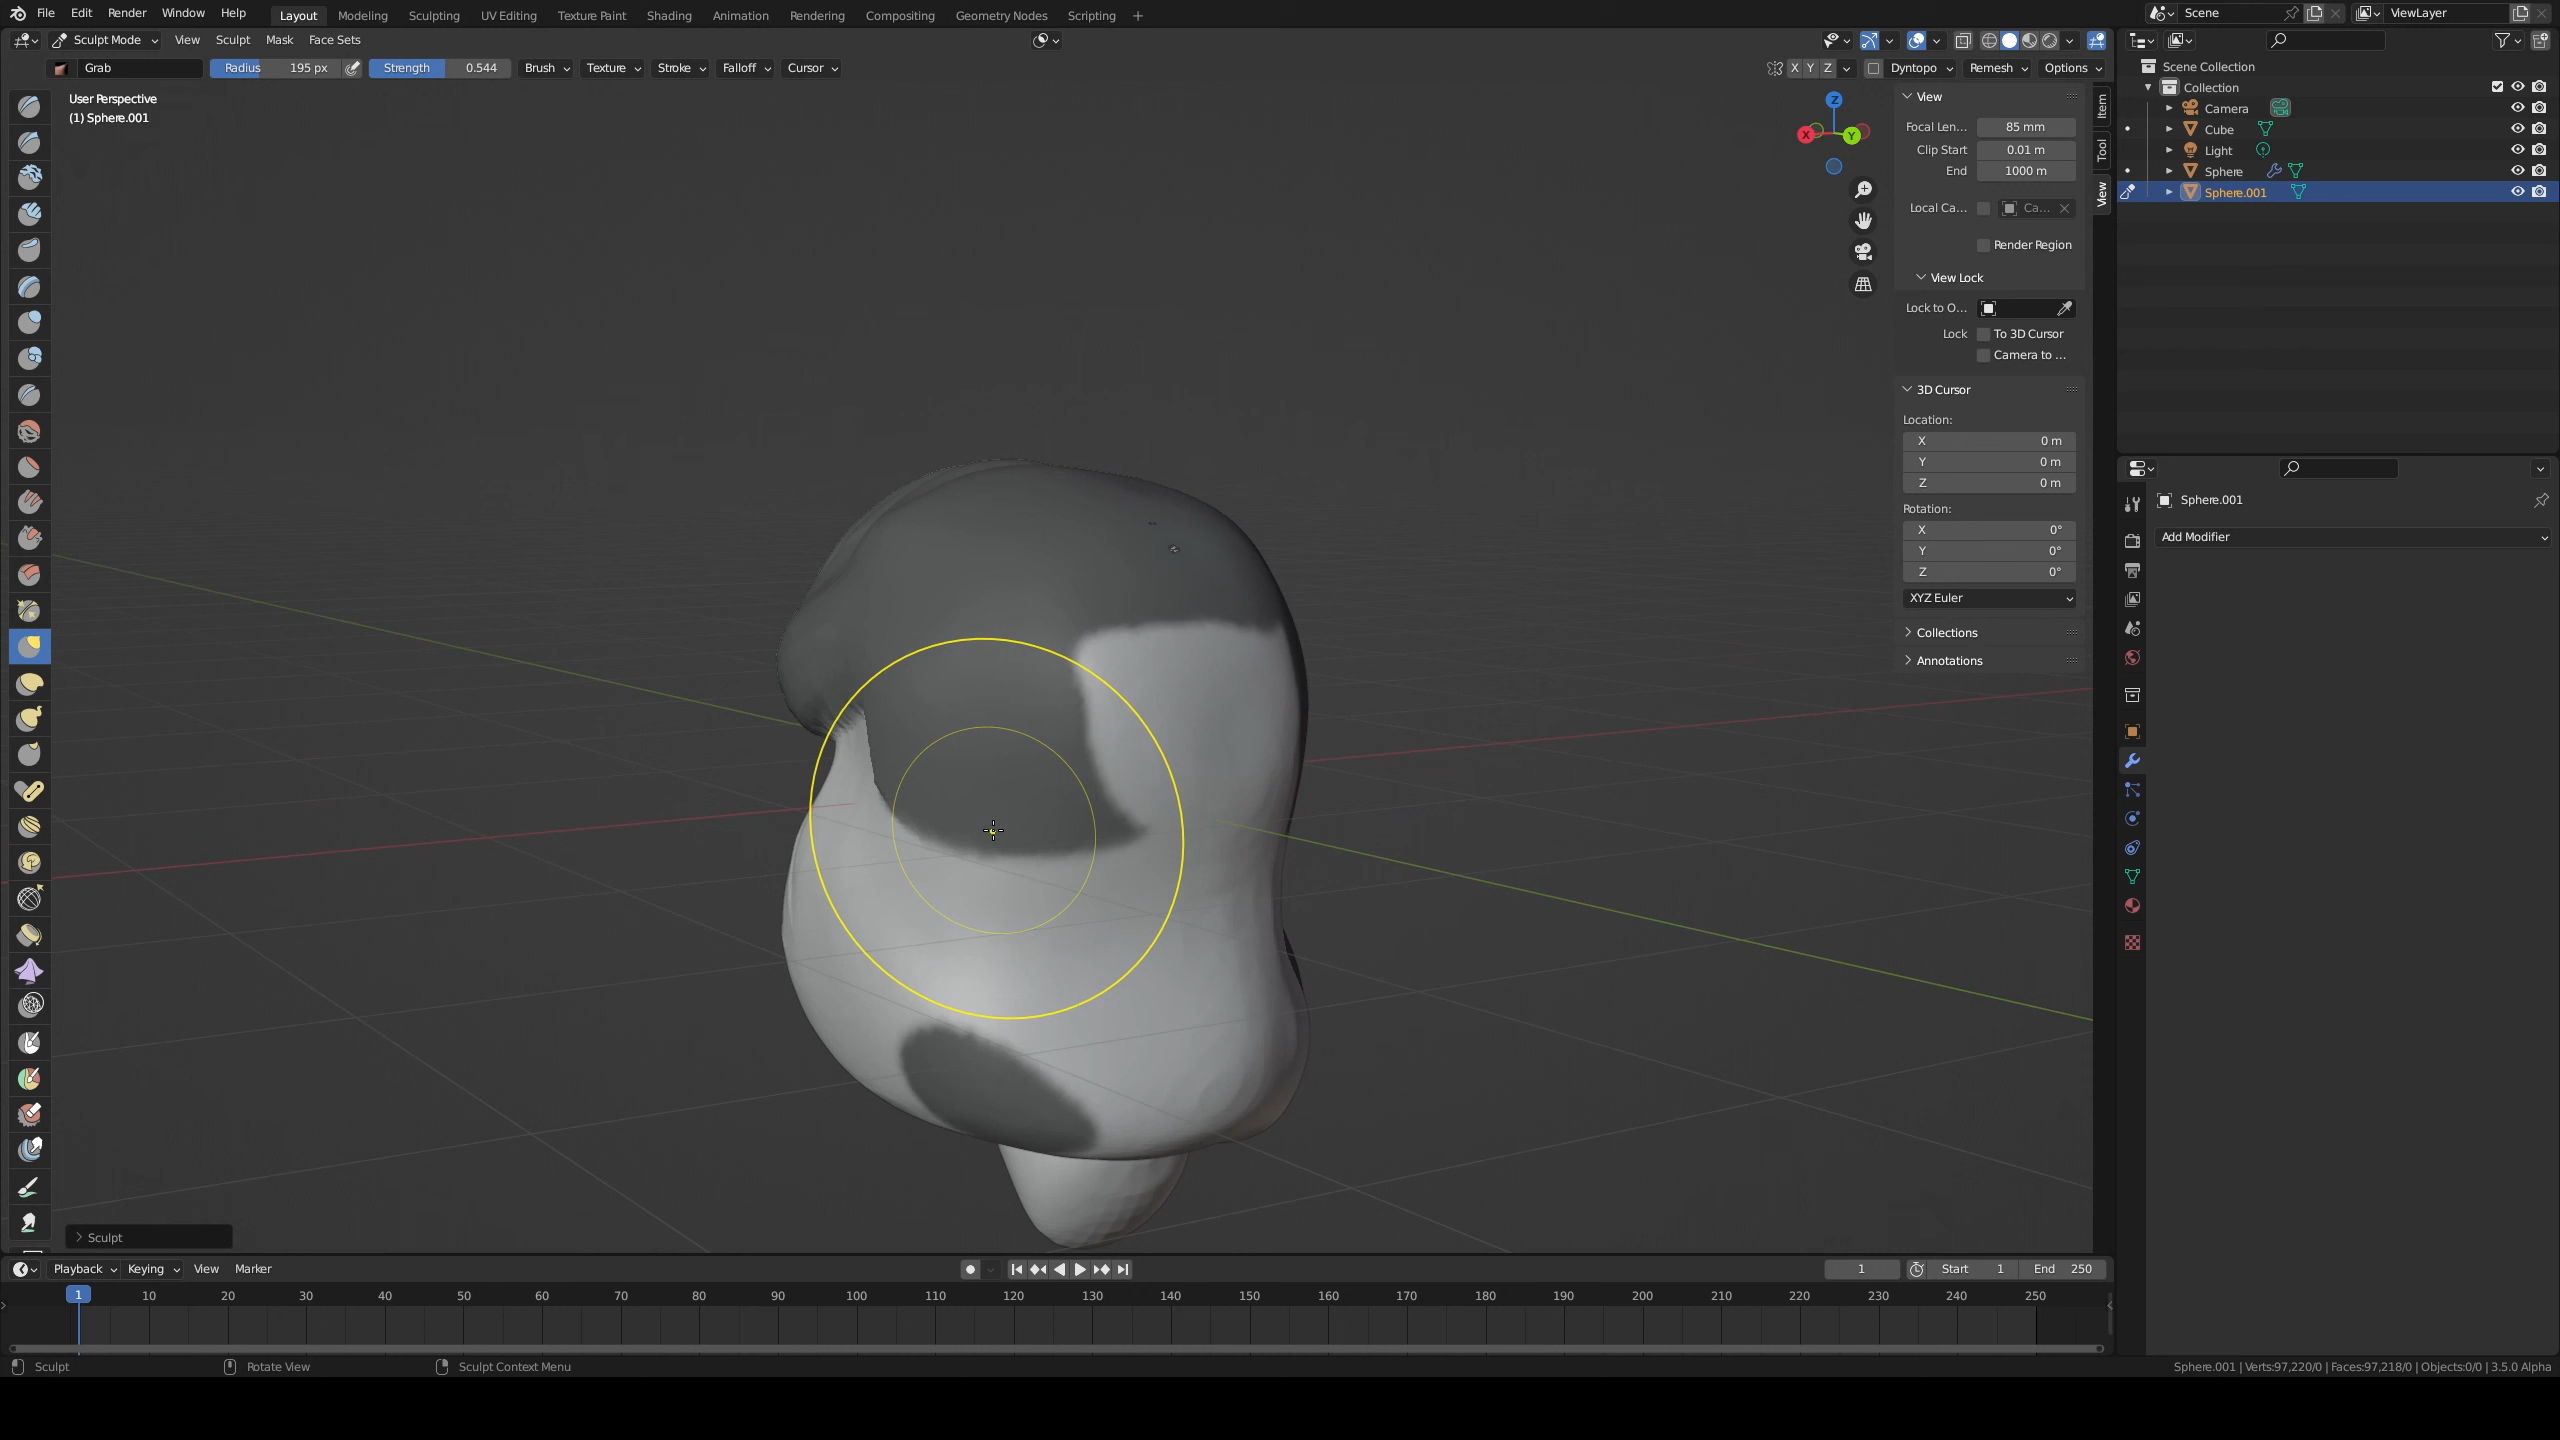 File Edit Render Window Help Layout Modeling Sculpting UV Editing Texture Paint Shading Animation Rendering Compositing Geometry Nodes Scripting Scene ViewLayer
Sculpt Mode View Sculpt Mask Face Sets
Grab Radius 195 px Strength 0.544 Brush Texture Stroke Falloff Cursor X Y Z Dyntopo Remesh Options
User Perspective
(1) Sphere.001
Z
X
Y
View
Focal Len... 85 mm
Clip Start 0.01 m
End 1000 m
Local Ca... Ca...
Render Region
View Lock
Lock to O...
Lock To 3D Cursor
Camera to ...
3D Cursor
Location:
X 0 m
Y 0 m
Z 0 m
Rotation:
X 0°
Y 0°
Z 0°
XYZ Euler
Collections
Annotations
Item
Tool
View
Scene Collection
Collection
Camera
Cube
Light
Sphere
Sphere.001
Sphere.001
Add Modifier
Sculpt
Playback Keying View Marker 1 Start 1 End 250
1 10 20 30 40 50 60 70 80 90 100 110 120 130 140 150 160 170 180 190 200 210 220 230 240 250
Sculpt Rotate View Sculpt Context Menu Sphere.001 | Verts:97,220/0 | Faces:97,218/0 | Objects:0/0 | 3.5.0 Alpha